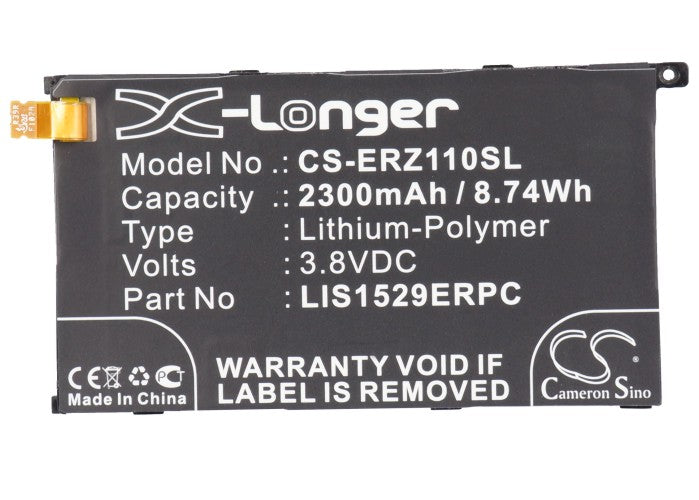 X-Longer
Model No .: CS-ERZ110SL
Capacity : 2300mAh / 8.74Wh
Type : Lithium-Polymer
Volts : 3.8VDC
Part No : LIS1529ERPC
WARRANTY VOID IF
LABEL IS REMOVED.
Made In China
CS
Cameron Sino